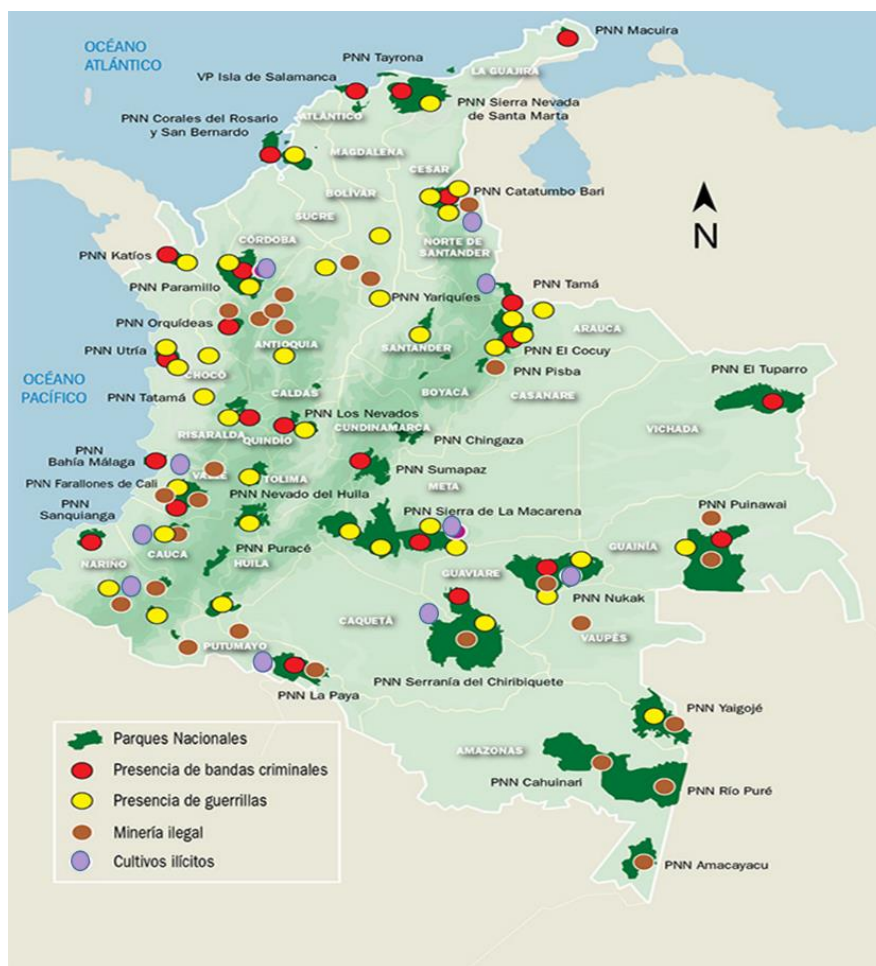 OCÉANO
ATLÁNTICO
PNN Macuira
PNN Tayrona
LA GUAJIRA
VP Isla de Salamanca
PNN Sierra Nevada
de Santa Marta
ATLÁNTICO
PNN Corales del Rosario
y San Bernardo
MAGDALENA
CESAR
PNN Catatumbo Bari
BOLÍVAR
SUCRE
N
NORTE DE
SANTANDER
CÓRDOBA
PNN Katíos
PNN Tamá
PNN Paramillo
PNN Yariquíes
PNN Orquídeas
ARAUCA
ANTIOQUIA
SANTANDER
PNN Utría
PNN El Cocuy
CHOCÓ
PNN Pisba
PNN El Tuparro
OCÉANO
PACÍFICO
CALDAS
BOYACÁ
CASANARE
PNN Tatamá
PNN Los Nevados
CUNDINAMARCA
VICHADA
RISARALDA
QUINDÍO
PNN Chingaza
PNN
Bahía Málaga
PNN Sumapaz
VALLE
TOLIMA
META
PNN Farallones de Cali
PNN Nevado del Huila
PNN
Sanquianga
PNN Sierra de La Macarena
PNN Puinawai
CAUCA
PNN Puracé
GUAINÍA
NARIÑO
HUILA
GUAVIARE
PNN Nukak
CAQUETÁ
VAUPÉS
PUTUMAYO
PNN Serranía del Chiribiquete
PNN La Paya
PNN Yaigojé
AMAZONAS
PNN Cahuinari
PNN Río Puré
PNN Amacayacu
Parques Nacionales
Presencia de bandas criminales
Presencia de guerrillas
Minería ilegal
Cultivos ilícitos